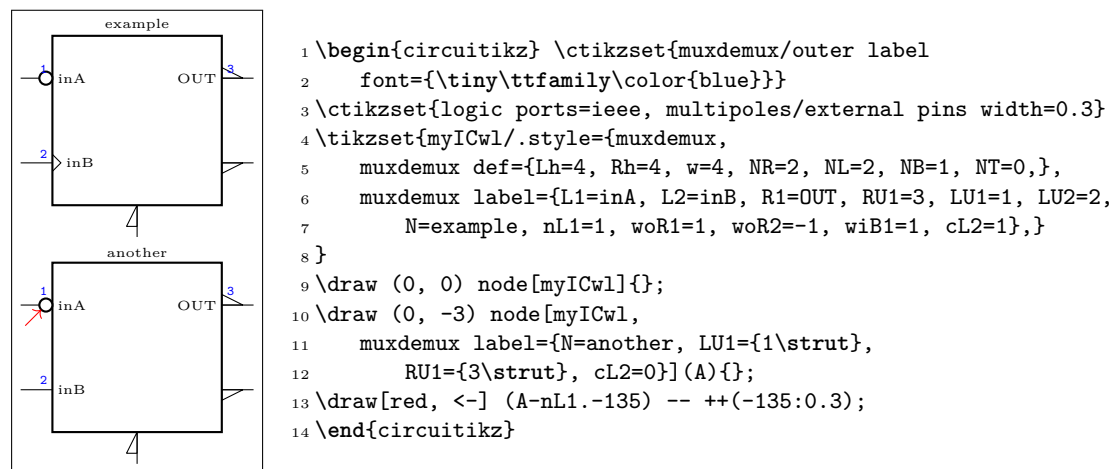 example
1
inA
OUT
3
2
inB
another
1
inA
OUT
3
2
inB
1 \begin{circuitikz} \ctikzset{muxdemux/outer label
2 font={\tiny\ttfamily\color{blue}}}
3 \ctikzset{logic ports=ieee, multipoles/external pins width=0.3}
4 \tikzset{myICwl/.style={muxdemux,
5 muxdemux def={Lh=4, Rh=4, w=4, NR=2, NL=2, NB=1, NT=0,},
6 muxdemux label={L1=inA, L2=inB, R1=OUT, RU1=3, LU1=1, LU2=2,
7 N=example, nL1=1, woR1=1, woR2=-1, wiB1=1, cL2=1},}
8 }
9 \draw (0, 0) node[myICwl]{};
10 \draw (0, -3) node[myICwl,
11 muxdemux label={N=another, LU1={1\strut},
12 RU1={3\strut}, cL2=0}](A){};
13 \draw[red, <-] (A-nL1.-135) -- ++(-135:0.3);
14 \end{circuitikz}